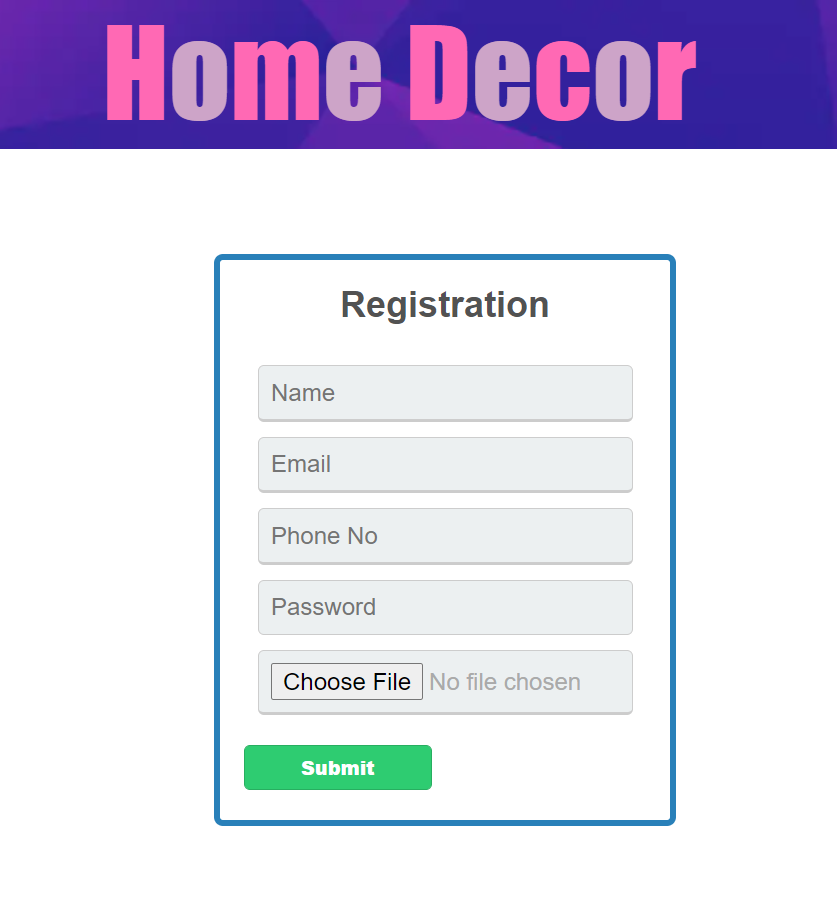 Home Decor
Registration
Name
Email
Phone No
Password
Choose File No file chosen
Submit